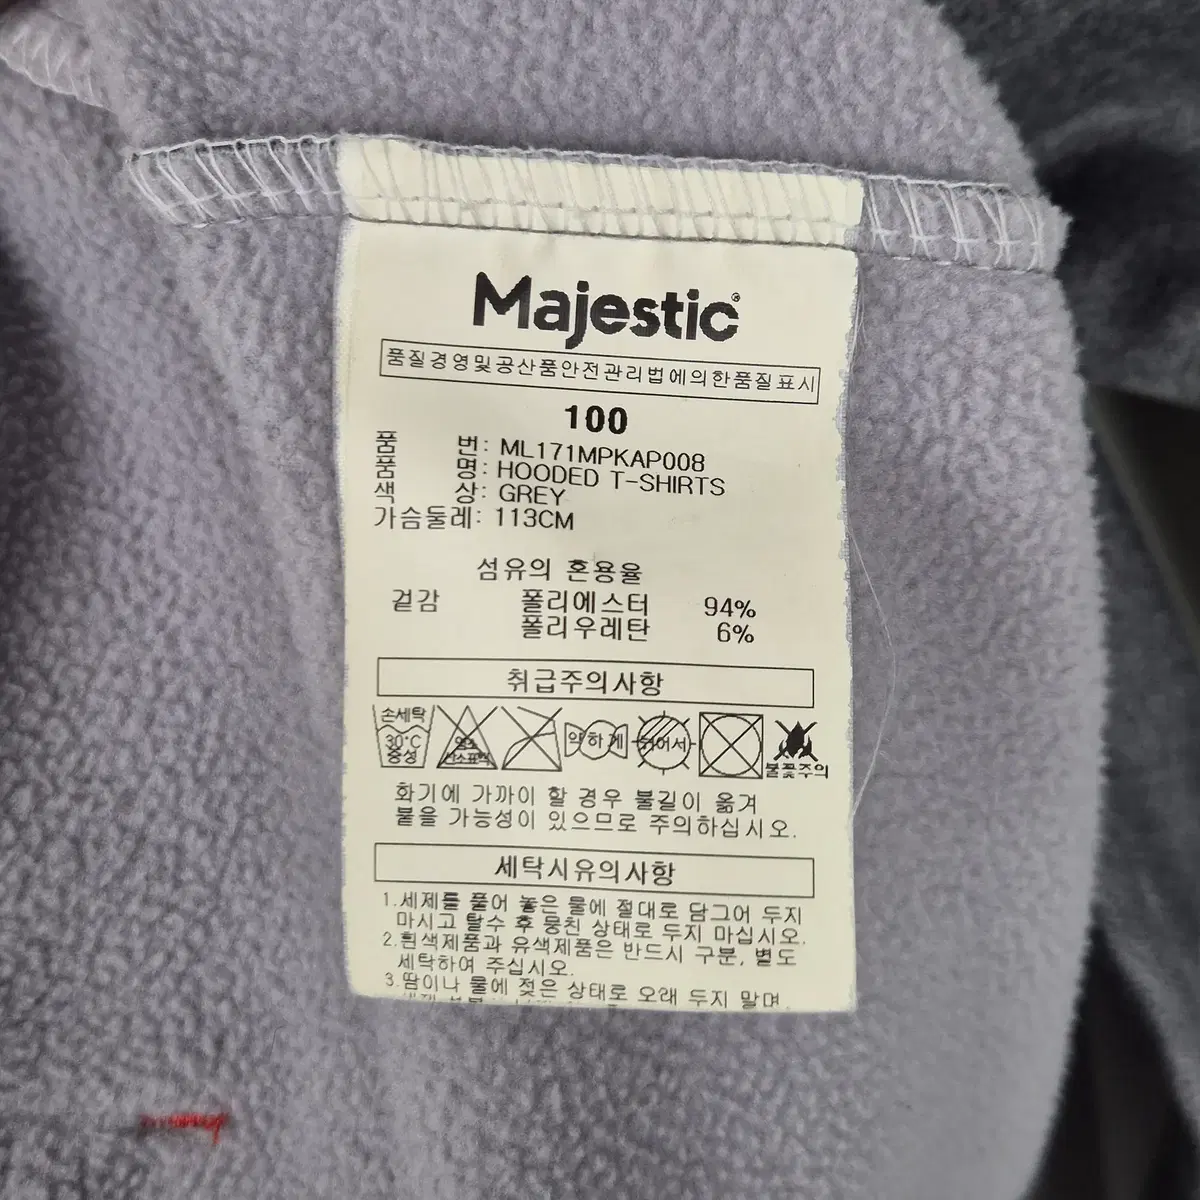 Majestic®
품질경영및공산품안전관리법에의한품질표시
100
품 번: ML171MPKAP008
품 명: HOODED T-SHIRTS
색 상: GREY
가슴둘레: 113CM
섬유의 혼용율
겉감 폴리에스터 94%
폴리우레탄 6%
취급주의사항
손세탁
30°C
중성
염소
산소표백
약하게
뉘어서
불꽃주의
화기에 가까이 할 경우 불길이 옮겨
붙을 가능성이 있으므로 주의하십시오.
세탁시유의사항
1.세제를 풀어 놓은 물에 절대로 담그어 두지
마시고 탈수 후 뭉친 상태로 두지 마십시오.
2.흰색제품과 유색제품은 반드시 구분, 별도
세탁하여 주십시오.
3.땀이나 물에 젖은 상태로 오래 두지 말며